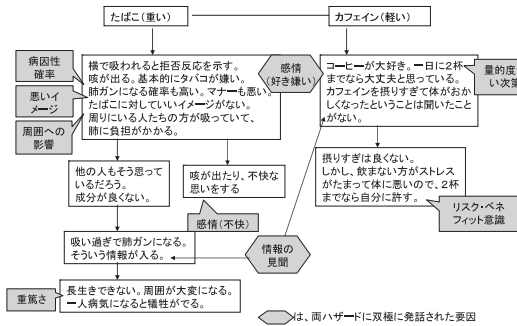 たばこ(重い)
カフェイン(軽い)
病因性
確率
悪いイ
メージ
周囲への
影響
横で吸われると拒否反応を示す。
咳が出る。基本的にタバコが嫌い。
肺ガンになる確率も高い。マナーも悪い。
たばこに対していいイメージがない。
周りにいる人たちの方が吸っていて、
肺に負担がかかる。
感情
(好き嫌い)
コーヒーが大好き。一日に2杯
までなら大丈夫と思っている。
カフェインを摂りすぎて体がおか
しくなったということは聞いたこと
がない。
量的度
い次第
他の人もそう思って
いるだろう。
成分が良くない。
咳が出たり、不快な
思いをする
感情(不快)
摂りすぎは良くない。
しかし、飲まない方がストレス
がたまって体に悪いので、2杯
までなら体に許す。
リスク・ベネ
フィット意識
吸い過ぎで肺ガンになる。
そういう情報が入る。
情報の
見聞
重篤さ
長生きできない。周囲が大変になる。
一人病気になると犠牲がでる。
は、両ハザードに双極に発話された要因